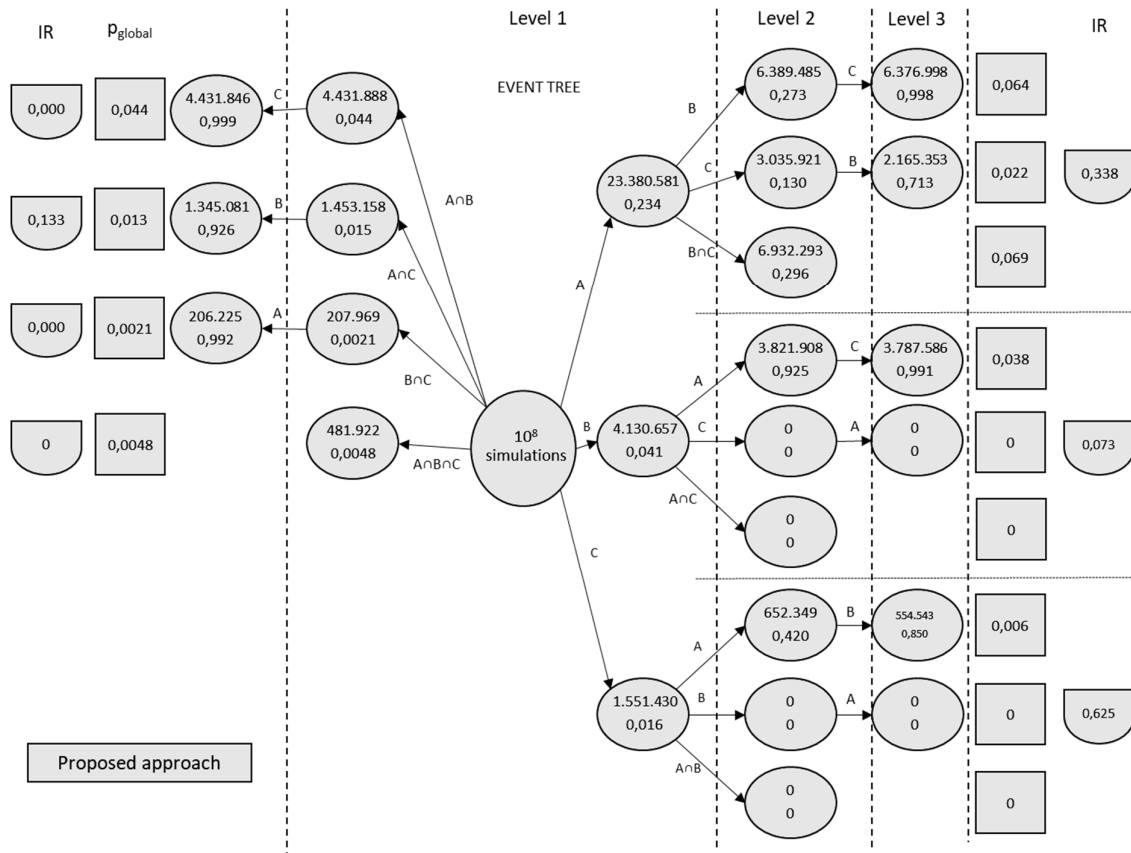 IR
pglobal
Level 1
Level 2
Level 3
IR
EVENT TREE
0,000
0,044
4.431.846
0,999
C
4.431.888
0,044
A∩B
0,133
0,013
1.345.081
0,926
B
1.453.158
0,015
A∩C
0,000
0,0021
206.225
0,992
A
207.969
0,0021
B∩C
0
0,0048
481.922
0,0048
A∩B∩C
10⁸
simulations
A
23.380.581
0,234
B
6.389.485
0,273
C
6.376.998
0,998
0,064
C
3.035.921
0,130
B
2.165.353
0,713
0,022
0,338
B∩C
6.932.293
0,296
0,069
B
4.130.657
0,041
A
3.821.908
0,925
C
3.787.586
0,991
0,038
C
0
0
A
0
0
0
0,073
A∩C
0
0
0
C
1.551.430
0,016
A
652.349
0,420
B
554.543
0,850
0,006
B
0
0
A
0
0
0
0,625
A∩B
0
0
0
Proposed approach